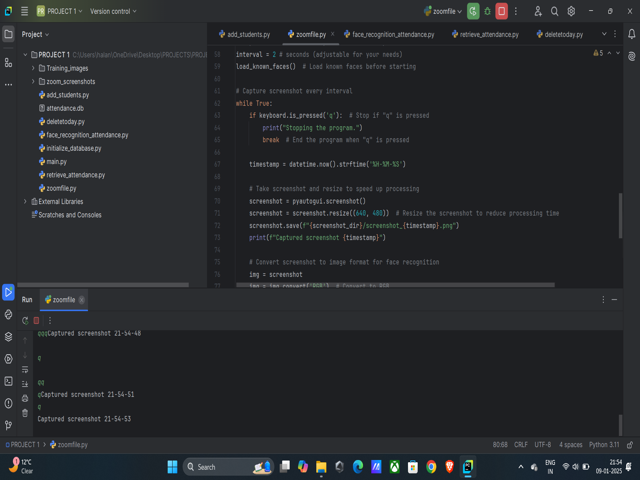 PR PROJECT 1 Version control zoomfile
Project
add_students.py zoomfile.py face_recognition_attendance.py retrieve_attendance.py deletetoday.py
PROJECT 1
Training_images
zoom_screenshots
add_students.py
attendance.db
deletetoday.py
face_recognition_attendance.py
initialize_database.py
main.py
retrieve_attendance.py
zoomfile.py
External Libraries
Scratches and Consoles
5
58 interval = 2 # seconds (adjustable for your needs)
59 load_known_faces() # Load known faces before starting
60
61 # Capture screenshot every interval
62 while True:
63 if keyboard.is_pressed('q'): # Stop if "q" is pressed
64 print("Stopping the program.")
65 break # End the program when "q" is pressed
66
67 timestamp = datetime.now().strftime('%H-%M-%S')
68
69 # Take screenshot and resize to speed up processing
70 screenshot = pyautogui.screenshot()
71 screenshot = screenshot.resize((640, 480)) # Resize the screenshot to reduce processing time
72 screenshot.save(f"{screenshot_dir}/screenshot_{timestamp}.png")
73 print(f"Captured screenshot {timestamp}")
74
75 # Convert screenshot to image format for face recognition
76 img = screenshot
77 img = img.convert('RGB') # Convert to RGB
Run zoomfile
qqqCaptured screenshot 21-54-48
q
qq
qCaptured screenshot 21-54-51
q
Captured screenshot 21-54-53
PROJECT 1 zoomfile.py 80:68 CRLF UTF-8 4 spaces Python 3.11
12°C
Clear
Search
ENG
IN
21:54
09-01-2025